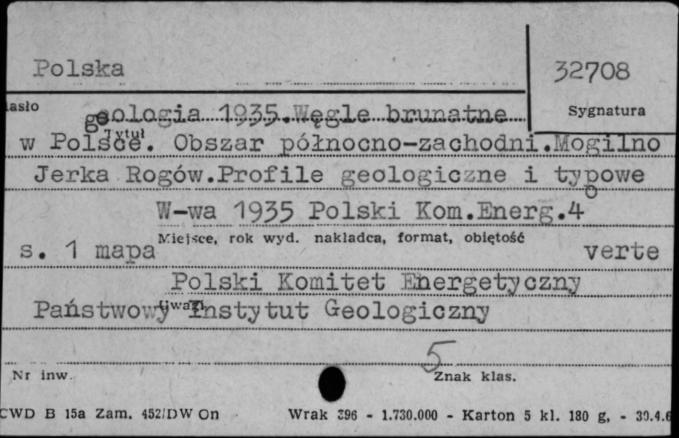 Polska
32708
asło
geologia 1935.Węgle brunatne
Sygnatura
Tytuł
w Polsce. Obszar północno-zachodni.Mogilno
Jerka Rogów.Profile geologiczne i typowe
W-wa 1935 Polski Kom.Energ.4
Miejsce, rok wyd. nakładca, format, objętość
s. 1 mapa verte
Polski Komitet Energetyczny
Uwagi
Państwowy Instytut Geologiczny
5
Nr inw.
Znak klas.
CWD B 15a Zam. 452/DW On Wrak 396 - 1.730.000 - Karton 5 kl. 180 g, - 30.4.6